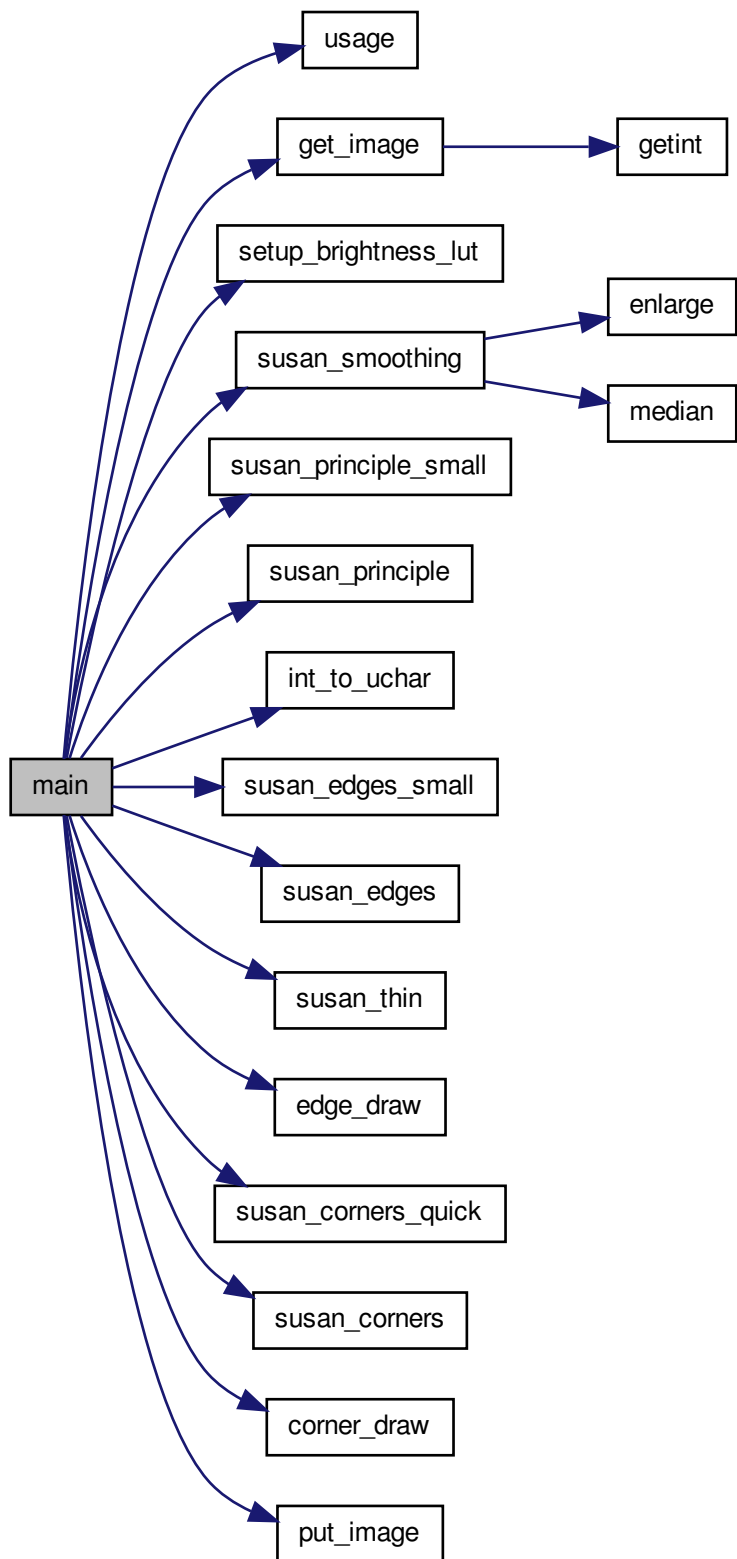 usage
get_image
getint
setup_brightness_lut
enlarge
susan_smoothing
median
susan_principle_small
susan_principle
int_to_uchar
main
susan_edges_small
susan_edges
susan_thin
edge_draw
susan_corners_quick
susan_corners
corner_draw
put_image